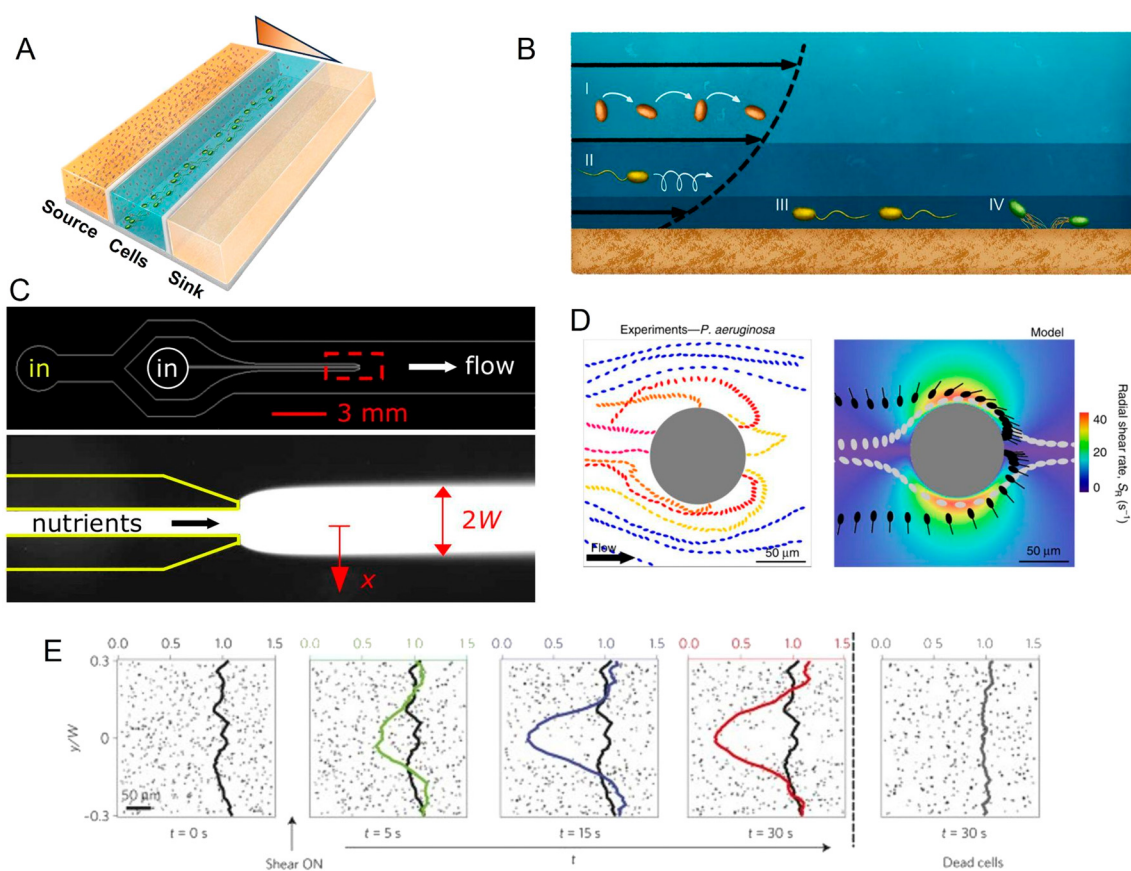 A
Source
Cells
Sink
B
I
II
III
IV
C
in
in
flow
3 mm
nutrients
2W
x
D
Experiments—P. aeruginosa
Model
Flow
50 μm
50 μm
40
20
0
Radial shear rate, SR (s⁻¹)
E
0.0 0.5 1.0 1.5
0.0 0.5 1.0 1.5
0.0 0.5 1.0 1.5
0.0 0.5 1.0 1.5
0.0 0.5 1.0 1.5
0.3
y/W
0
50 μm
-0.3
t = 0 s
t = 5 s
t = 15 s
t = 30 s
t = 30 s
Shear ON
t
Dead cells